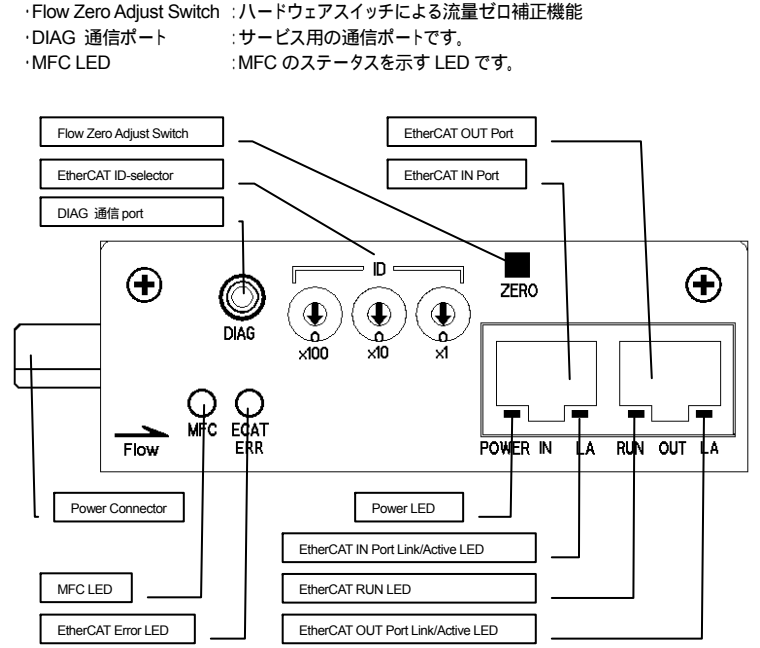 ·Flow Zero Adjust Switch :ハードウェアスイッチによる流量ゼロ補正機能
·DIAG 通信ポート :サービス用の通信ポートです。
·MFC LED :MFC のステータスを示す LED です。
Flow Zero Adjust Switch
EtherCAT OUT Port
EtherCAT ID-selector
EtherCAT IN Port
DIAG 通信 port
ID
ZERO
DIAG
0 0 0
x100 x10 x1
MFC ECAT
ERR
Flow
POWER IN LA RUN OUT LA
Power Connector
Power LED
EtherCAT IN Port Link/Active LED
MFC LED
EtherCAT RUN LED
EtherCAT Error LED
EtherCAT OUT Port Link/Active LED